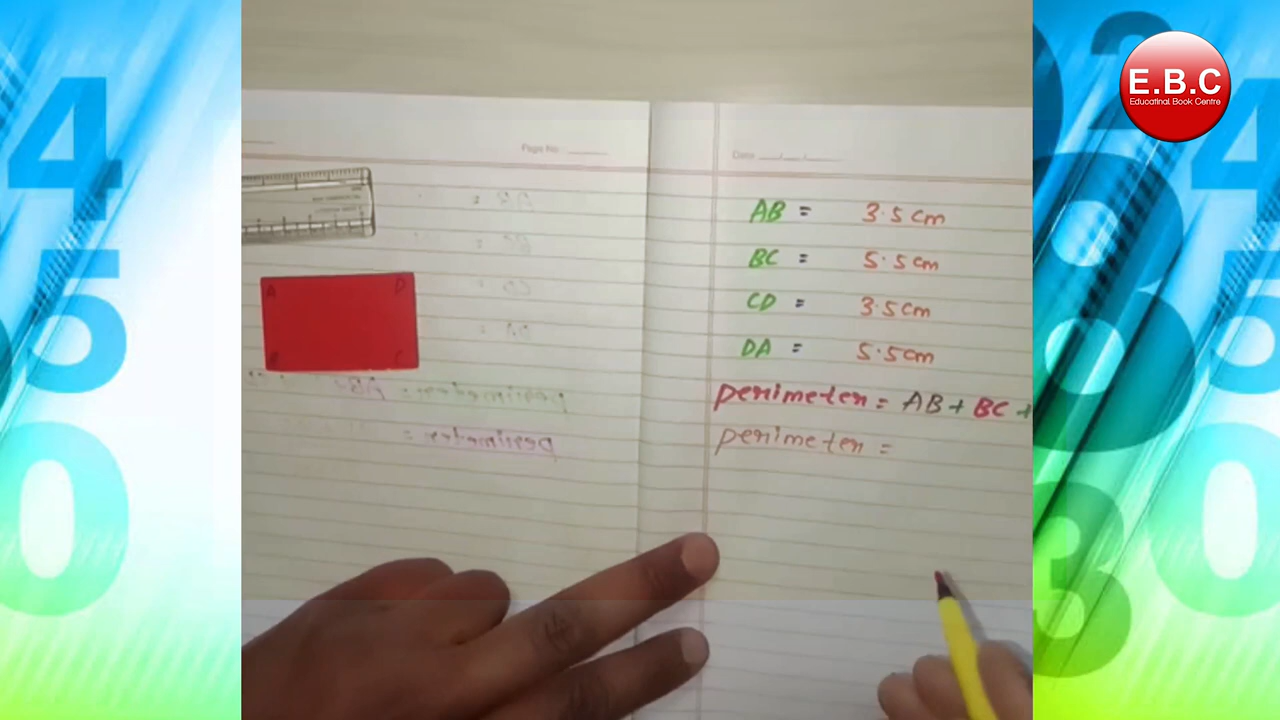 E.B.C
Educatinal Book Centre
Page No.
Date
A D
B C
AB = 3.5 cm
BC = 5.5 cm
CD = 3.5 cm
DA = 5.5 cm
perimeter = AB + BC +
perimeter =